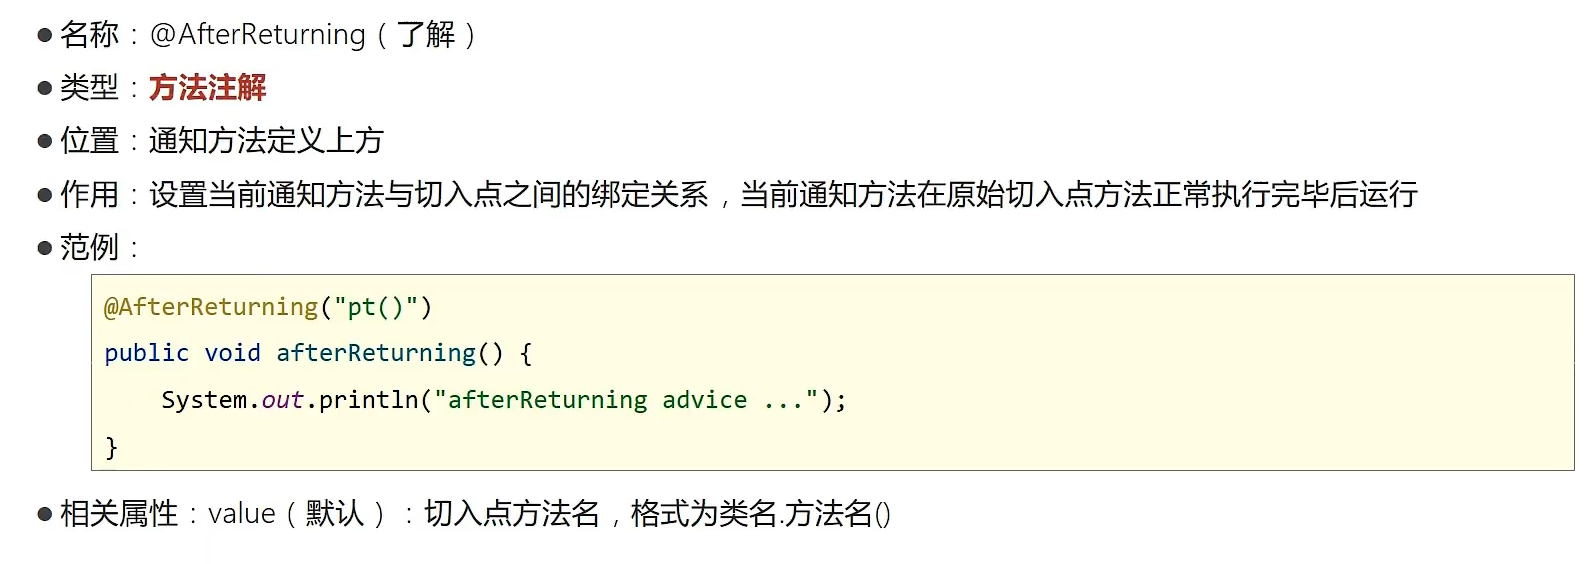 ● 名称：@AfterReturning（了解）
● 类型：方法注解
● 位置：通知方法定义上方
● 作用：设置当前通知方法与切入点之间的绑定关系，当前通知方法在原始切入点方法正常执行完毕后运行
● 范例：
@AfterReturning("pt()")
public void afterReturning() {
    System.out.println("afterReturning advice ...");
}
● 相关属性：value（默认）：切入点方法名，格式为类名.方法名()